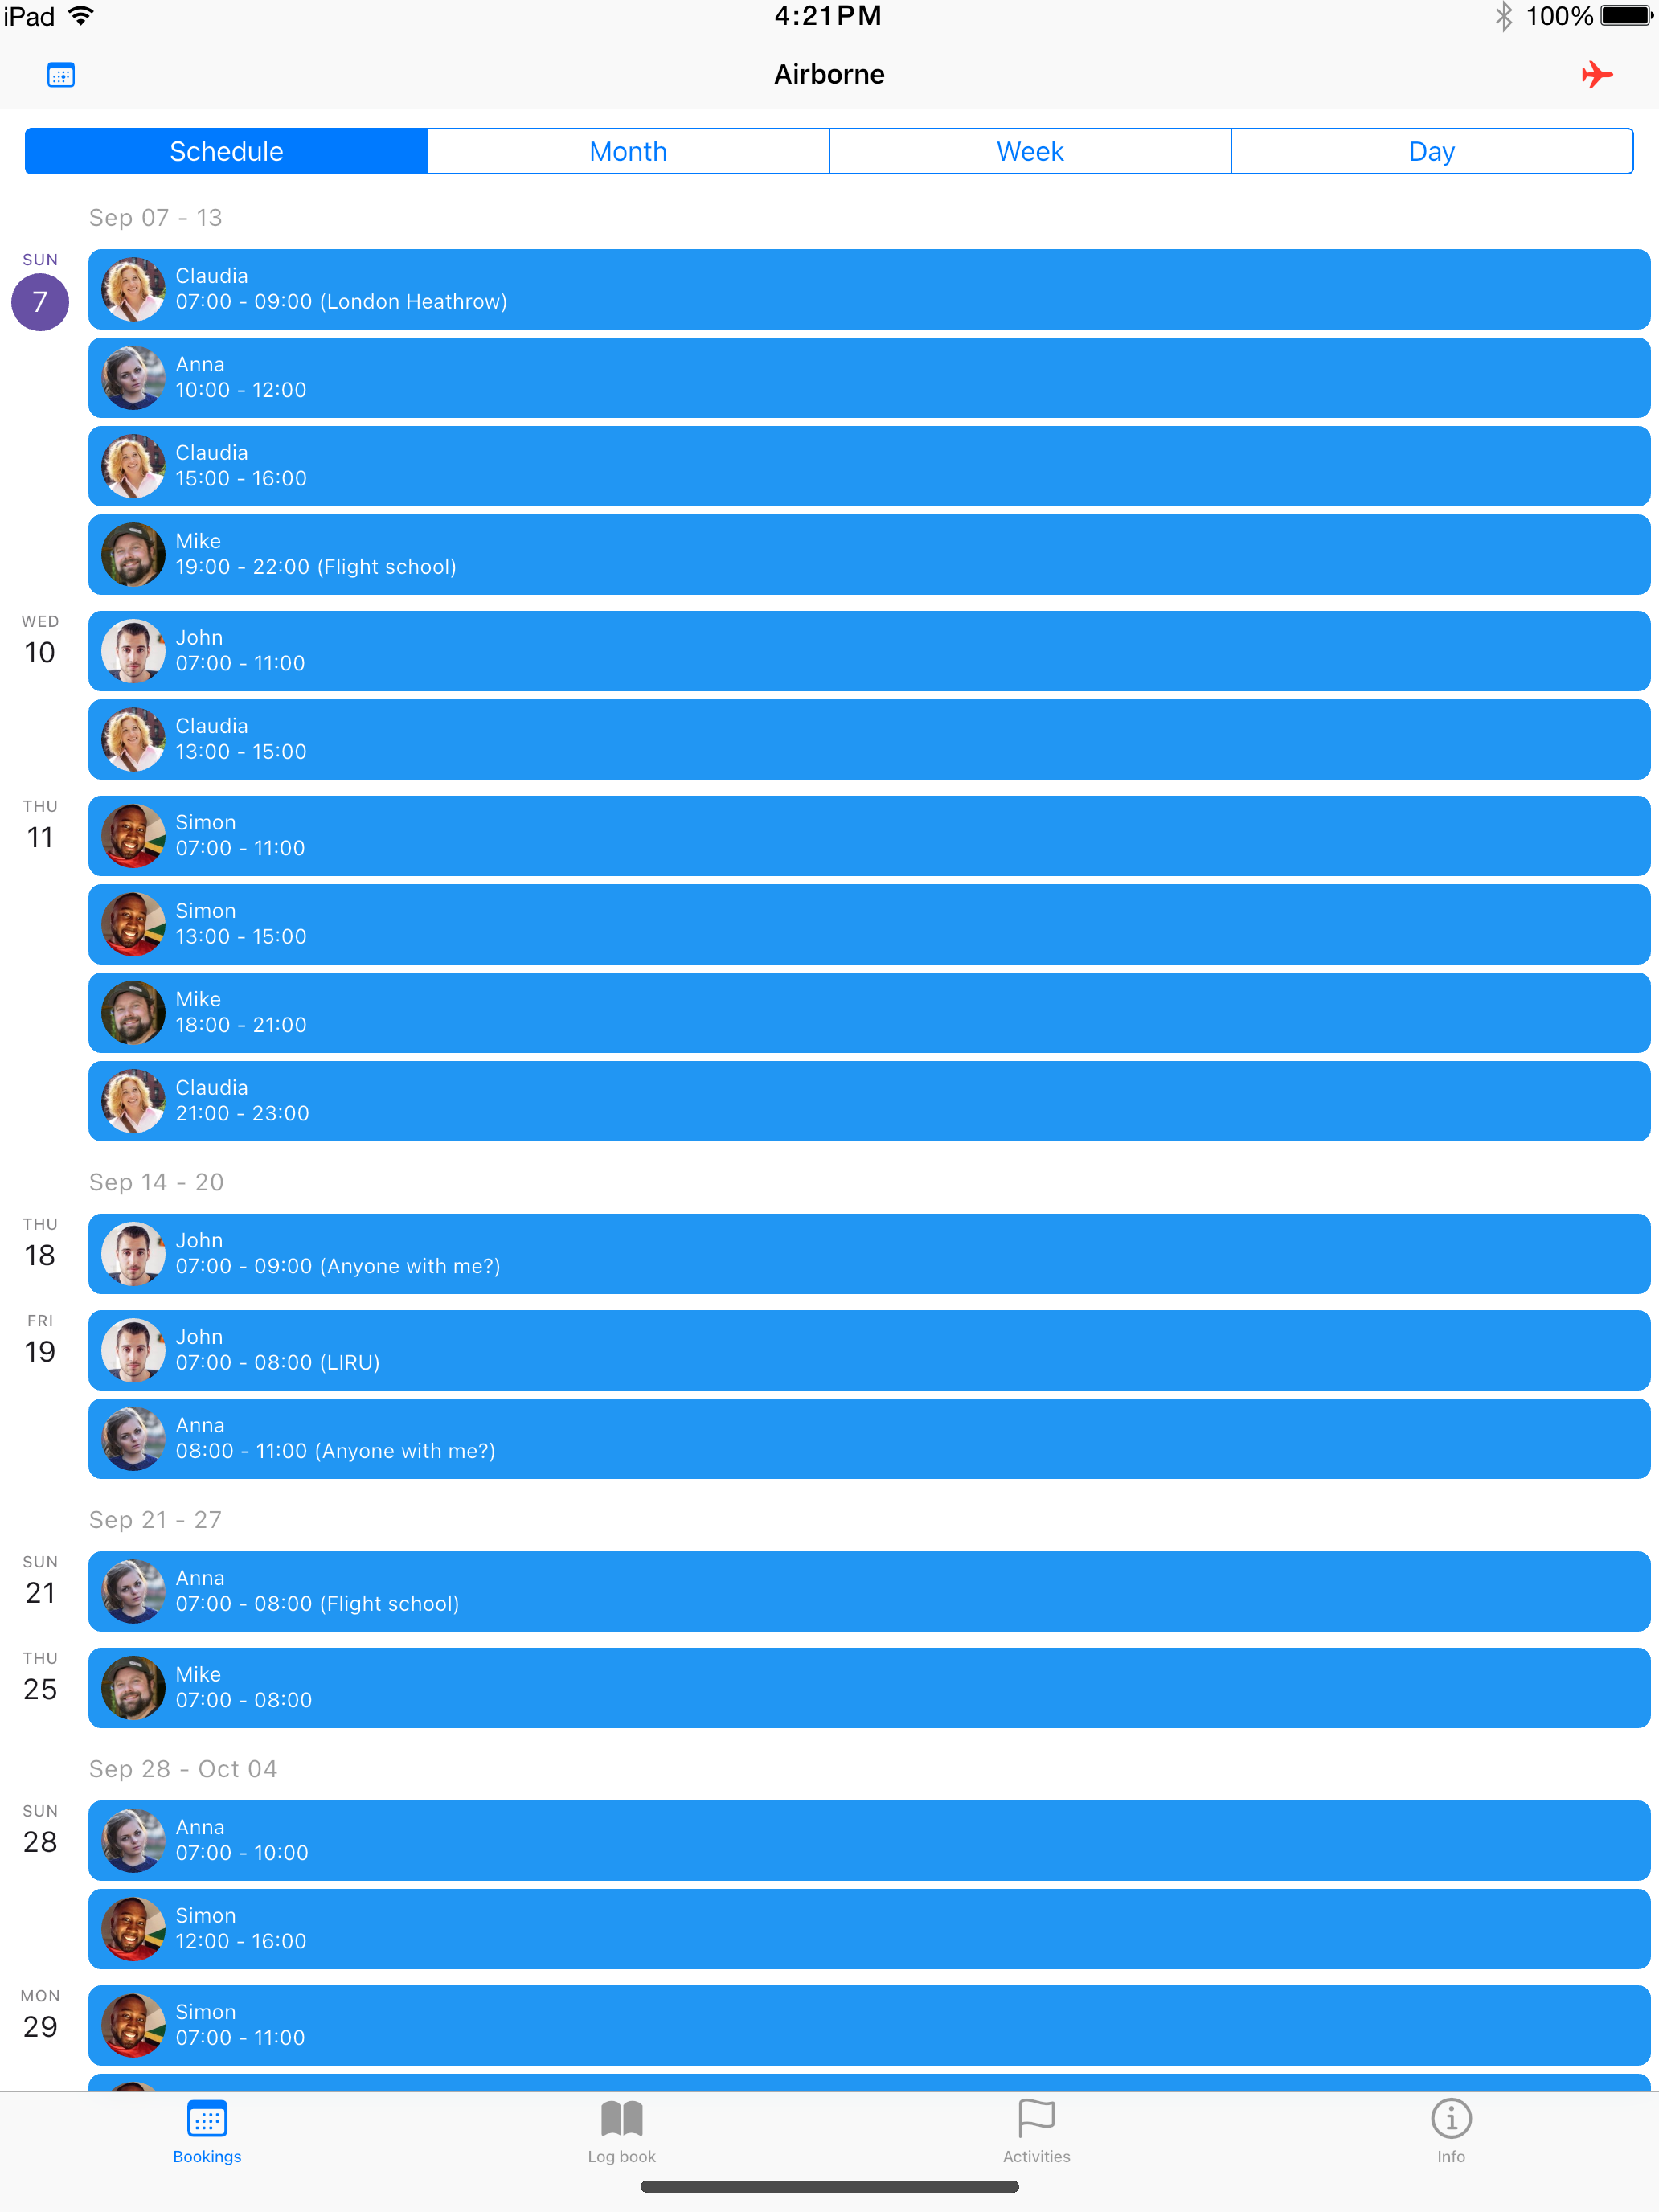 iPad 4:21PM 100%
Airborne
Schedule Month Week Day
Sep 07 - 13
SUN
7
Claudia
07:00 - 09:00 (London Heathrow)
Anna
10:00 - 12:00
Claudia
15:00 - 16:00
Mike
19:00 - 22:00 (Flight school)
WED
10
John
07:00 - 11:00
Claudia
13:00 - 15:00
THU
11
Simon
07:00 - 11:00
Simon
13:00 - 15:00
Mike
18:00 - 21:00
Claudia
21:00 - 23:00
Sep 14 - 20
THU
18
John
07:00 - 09:00 (Anyone with me?)
FRI
19
John
07:00 - 08:00 (LIRU)
Anna
08:00 - 11:00 (Anyone with me?)
Sep 21 - 27
SUN
21
Anna
07:00 - 08:00 (Flight school)
THU
25
Mike
07:00 - 08:00
Sep 28 - Oct 04
SUN
28
Anna
07:00 - 10:00
Simon
12:00 - 16:00
MON
29
Simon
07:00 - 11:00
Bookings Log book Activities Info